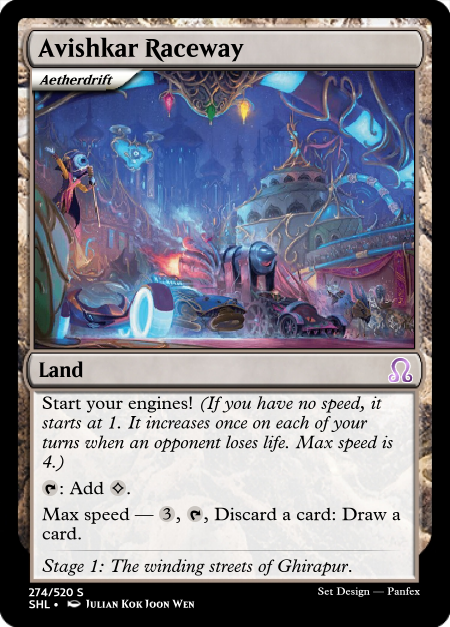 Avishkar Raceway
Aetherdrift
Land
Start your engines! (If you have no speed, it
starts at 1. It increases once on each of your
turns when an opponent loses life. Max speed is
4.)
: Add .
Max speed — 3, , Discard a card: Draw a
card.
Stage 1: The winding streets of Ghirapur.
274/520 S
SHL • Julian Kok Joon Wen
Set Design — Panfex